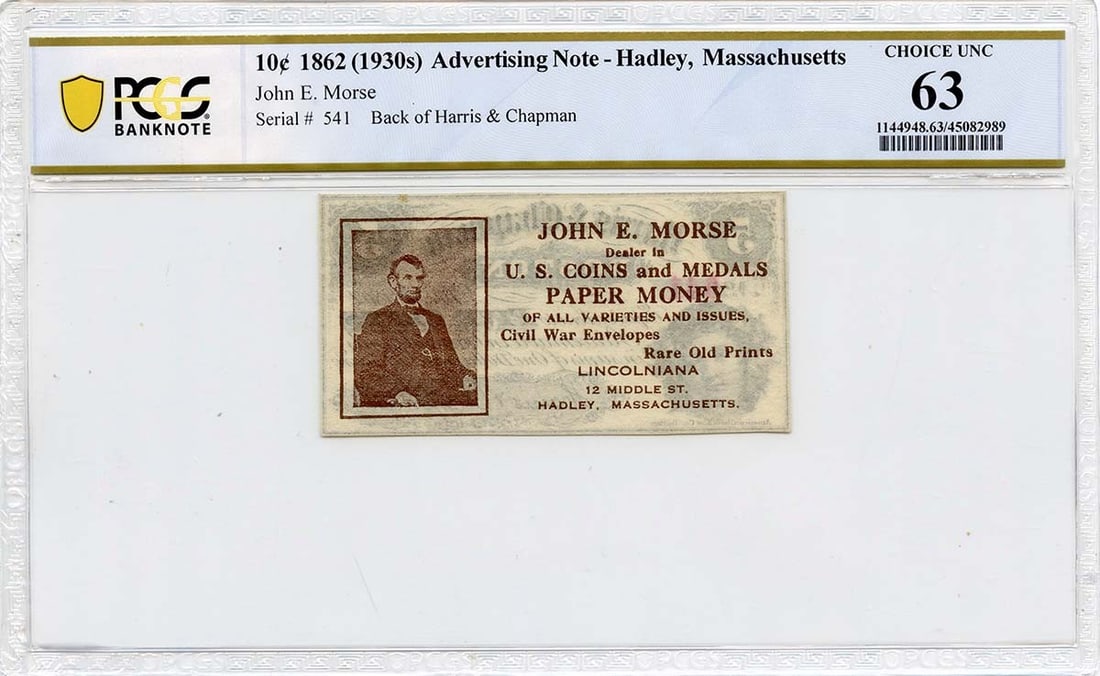 PCGS
BANKNOTE
10¢ 1862 (1930s) Advertising Note - Hadley, Massachusetts
John E. Morse
Serial # 541 Back of Harris & Chapman
CHOICE UNC
63
1144948.63/45082989
JOHN E. MORSE
Dealer in
U. S. COINS and MEDALS
PAPER MONEY
OF ALL VARIETIES AND ISSUES,
Civil War Envelopes
Rare Old Prints
LINCOLNIANA
12 MIDDLE ST.
HADLEY, MASSACHUSETTS.